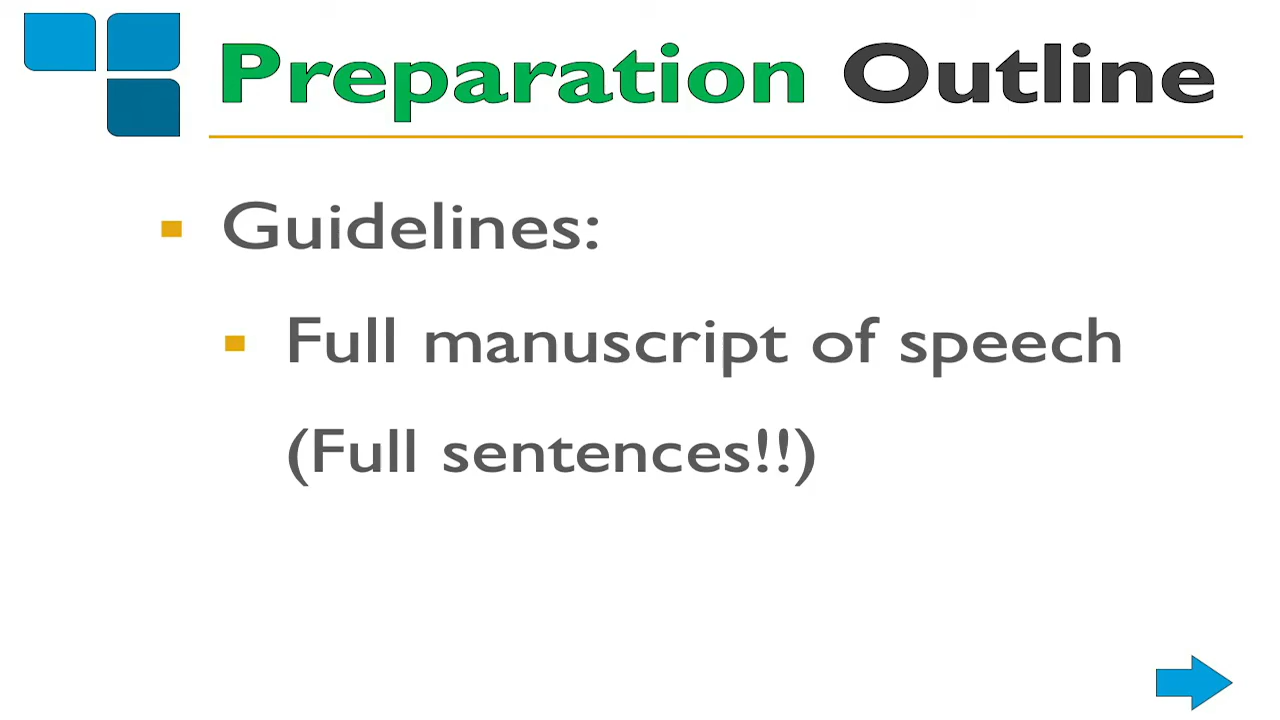 Preparation Outline
Guidelines:
Full manuscript of speech
(Full sentences!!)